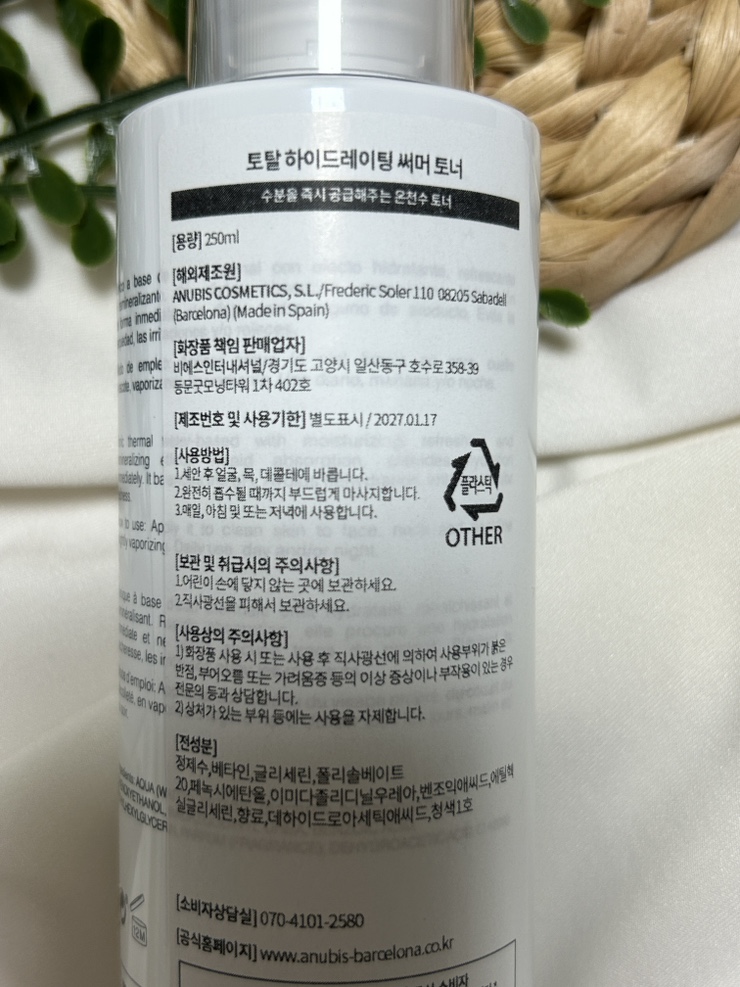 토탈 하이드레이팅 써머 토너
수분을 즉시 공급해주는 온천수 토너
[용량] 250ml
[해외제조원]
ANUBIS COSMETICS, S.L./Frederic Soler 110 08205 Sabadell
(Barcelona) (Made in Spain)
[화장품 책임 판매업자]
비에스인터내셔널/경기도 고양시 일산동구 호수로 358-39
동문굿모닝타워 1차 402호
[제조번호 및 사용기한] 별도표시 / 2027.01.17
[사용방법]
1.세안 후 얼굴, 목, 데콜테에 바릅니다.
2.완전히 흡수될 때까지 부드럽게 마사지합니다.
3.매일, 아침 및 또는 저녁에 사용합니다.
플라스틱
OTHER
[보관 및 취급시의 주의사항]
1.어린이 손에 닿지 않는 곳에 보관하세요.
2.직사광선을 피해서 보관하세요.
[사용상의 주의사항]
1) 화장품 사용 시 또는 사용 후 직사광선에 의하여 사용부위가 붉은
반점, 부어오름 또는 가려움증 등의 이상 증상이나 부작용이 있는 경우
전문의 등과 상담합니다.
2) 상처가 있는 부위 등에는 사용을 자제합니다.
[전성분]
정제수,베타인,글리세린,폴리솔베이트
20,페녹시에탄올,이미다졸리디닐우레아,벤조익애씨드,에틸헥
실글리세린,향료,데하이드로아세틱애씨드,청색1호
[소비자상담실] 070-4101-2580
[공식홈페이지] www.anubis-barcelona.co.kr
12M